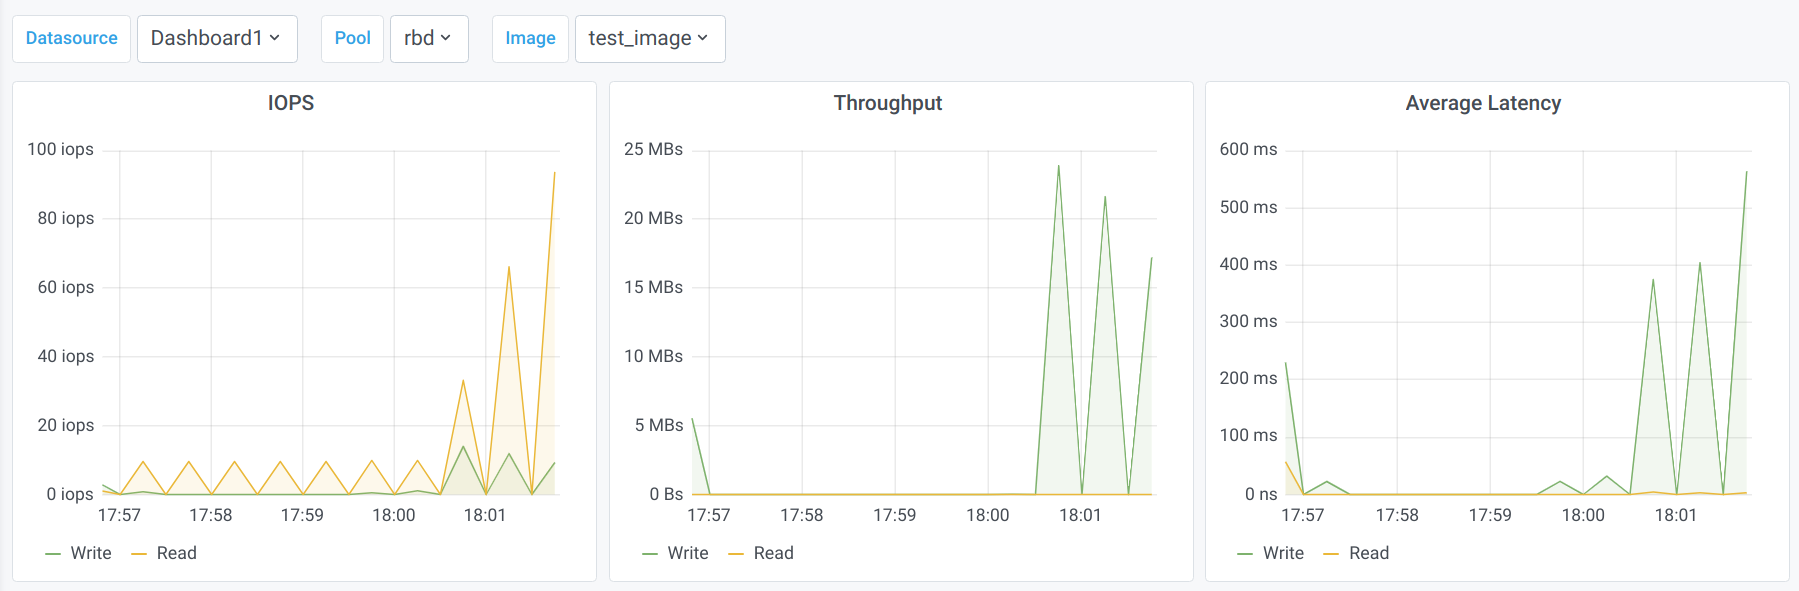 Datasource Dashboard1 Pool rbd Image test_image
IOPS
100 iops
80 iops
60 iops
40 iops
20 iops
0 iops
17:57 17:58 17:59 18:00 18:01
Write Read
Throughput
25 MBs
20 MBs
15 MBs
10 MBs
5 MBs
0 Bs
17:57 17:58 17:59 18:00 18:01
Write Read
Average Latency
600 ms
500 ms
400 ms
300 ms
200 ms
100 ms
0 ns
17:57 17:58 17:59 18:00 18:01
Write Read